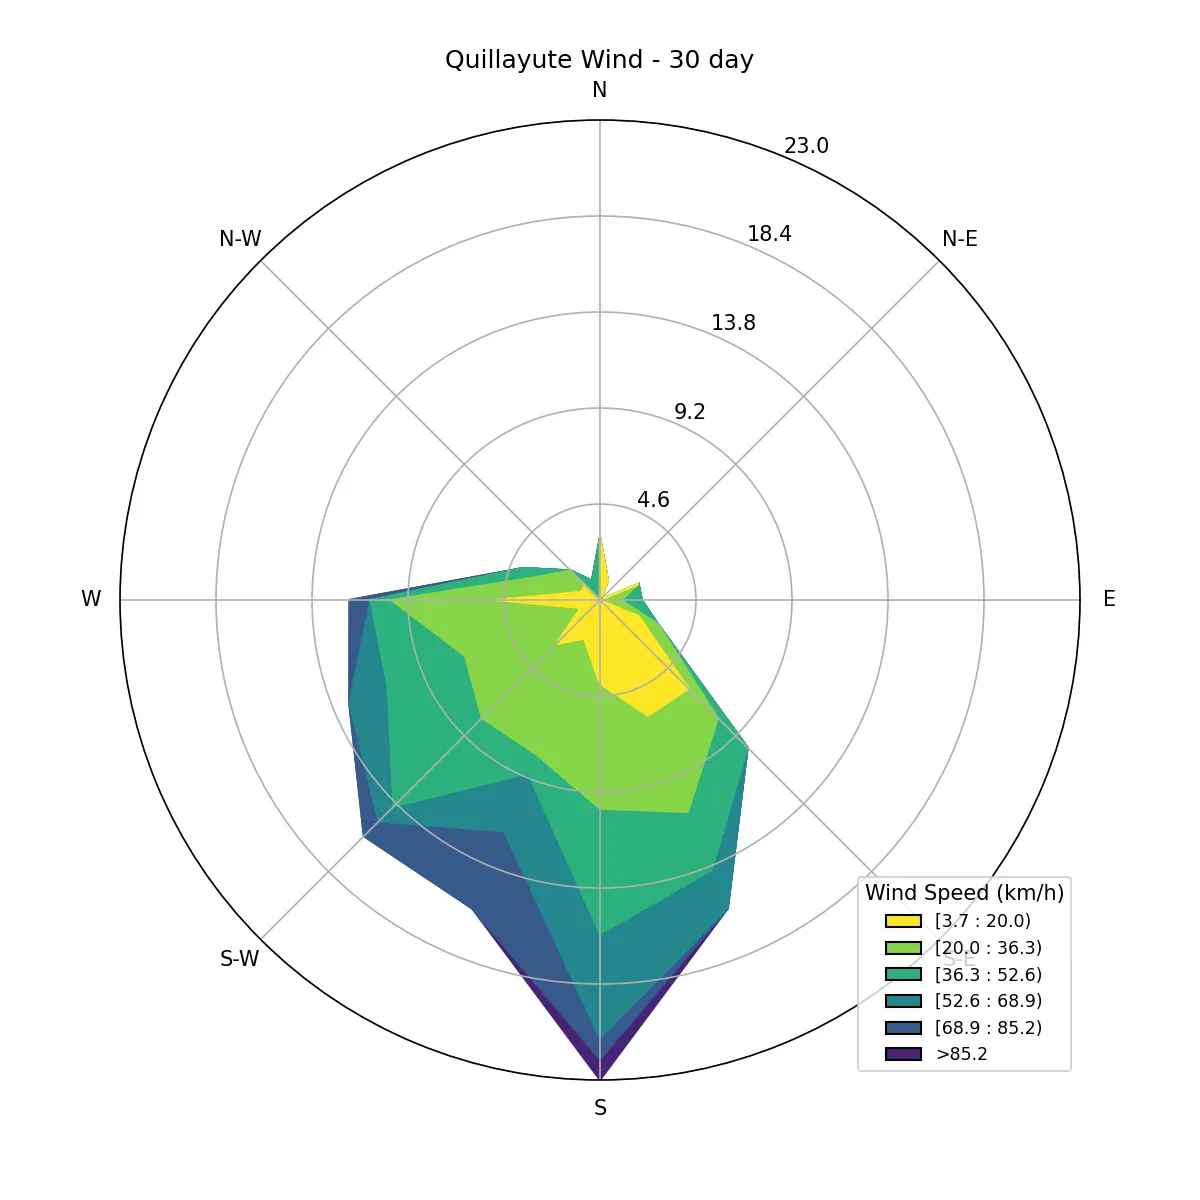 Quillayute Wind - 30 day
N
23.0
N-W
18.4
N-E
13.8
9.2
4.6
W
E
S-W
S-E
Wind Speed (km/h)
[3.7 : 20.0)
[20.0 : 36.3)
[36.3 : 52.6)
[52.6 : 68.9)
[68.9 : 85.2)
>85.2
S